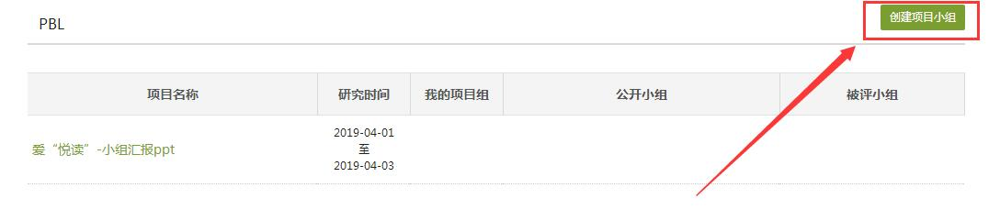 PBL
创建项目小组
项目名称 研究时间 我的项目组 公开小组 被评小组
2019-04-01
爱“悦读”-小组汇报ppt 至
2019-04-03